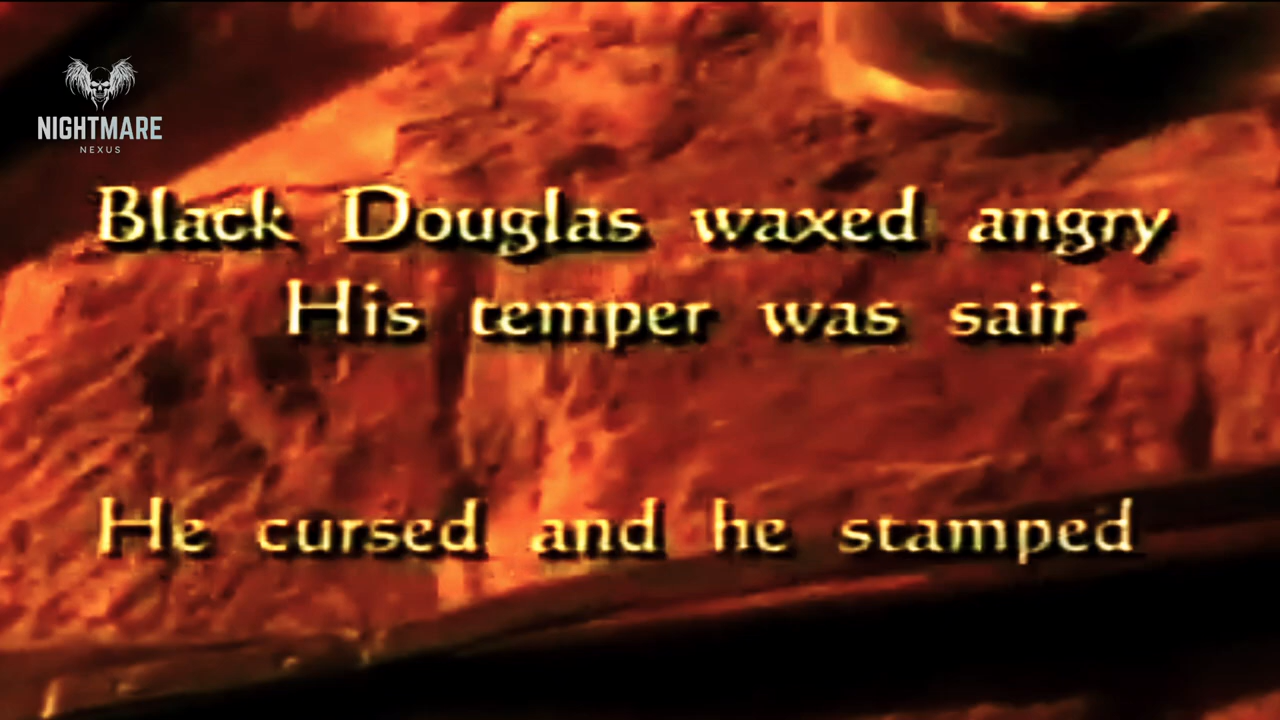 NIGHTMARE
NEXUS
Black Douglas waxed angry
His temper was sair
He cursed and he stamped